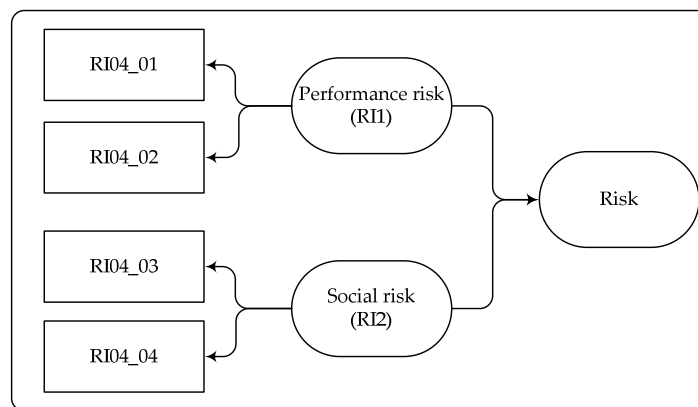 RI04_01
RI04_02
Performance risk
(RI1)
Risk
RI04_03
RI04_04
Social risk
(RI2)